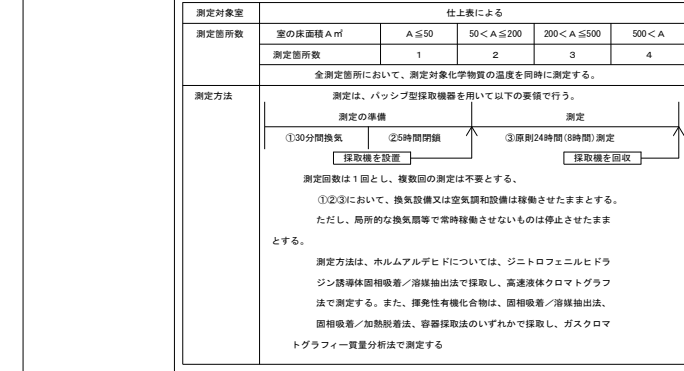 測定対象室 仕上表による
測定箇所数 室の床面積A㎡ A≦50 50<A≦200 200<A≦500 500<A
測定箇所数 1 2 3 4
全測定箇所において、測定対象化学物質の温度を同時に測定する。
測定方法 測定は、パッシブ型採取機器を用いて以下の要領で行う。
測定の準備 測定
①30分間換気 ②5時間閉鎖 ③原則24時間(8時間)測定
採取機を設置 採取機を回収
測定回数は1回とし、複数回の測定は不要とする、
①②③において、換気設備又は空気調和設備は稼働させたままとする。
ただし、局所的な換気扇等で常時稼働させないものは停止させたまま
とする。
測定方法は、ホルムアルデヒドについては、ジニトロフェニルヒドラ
ジン誘導体固相吸着/溶媒抽出法で採取し、高速液体クロマトグラフ
法で測定する。また、揮発性有機化合物は、固相吸着/溶媒抽出法、
固相吸着/加熱脱着法、容器採取法のいずれかで採取し、ガスクロマ
トグラフィー質量分析法で測定する